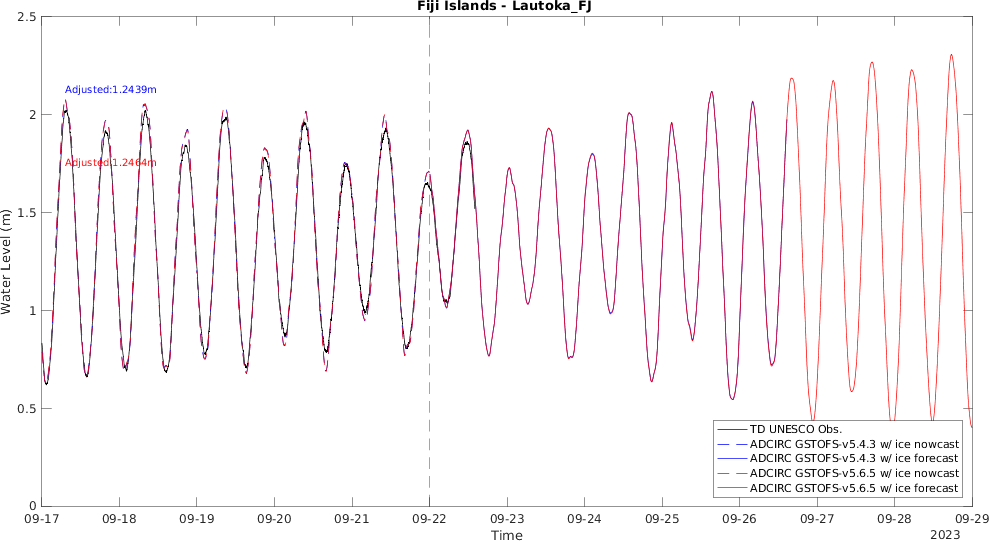 Fiji Islands - Lautoka_FJ
2.5
2
1.5
1
0.5
0
Water Level (m)
Adjusted:1.2439m
Adjusted:1.2464m
TD UNESCO Obs.
ADCIRC GSTOFS-v5.4.3 w/ ice nowcast
ADCIRC GSTOFS-v5.4.3 w/ ice forecast
ADCIRC GSTOFS-v5.6.5 w/ ice nowcast
ADCIRC GSTOFS-v5.6.5 w/ ice forecast
09-17 09-18 09-19 09-20 09-21 09-22 09-23 09-24 09-25 09-26 09-27 09-28 09-29
Time
2023